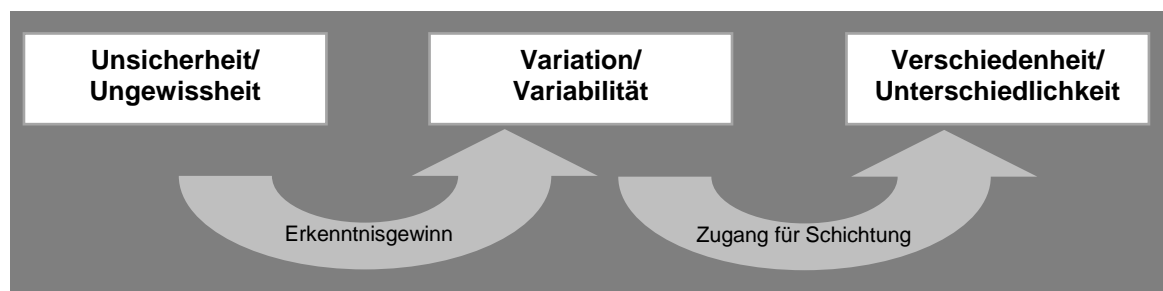 Unsicherheit/
Ungewissheit
Variation/
Variabilität
Verschiedenheit/
Unterschiedlichkeit
Erkenntnisgewinn
Zugang für Schichtung